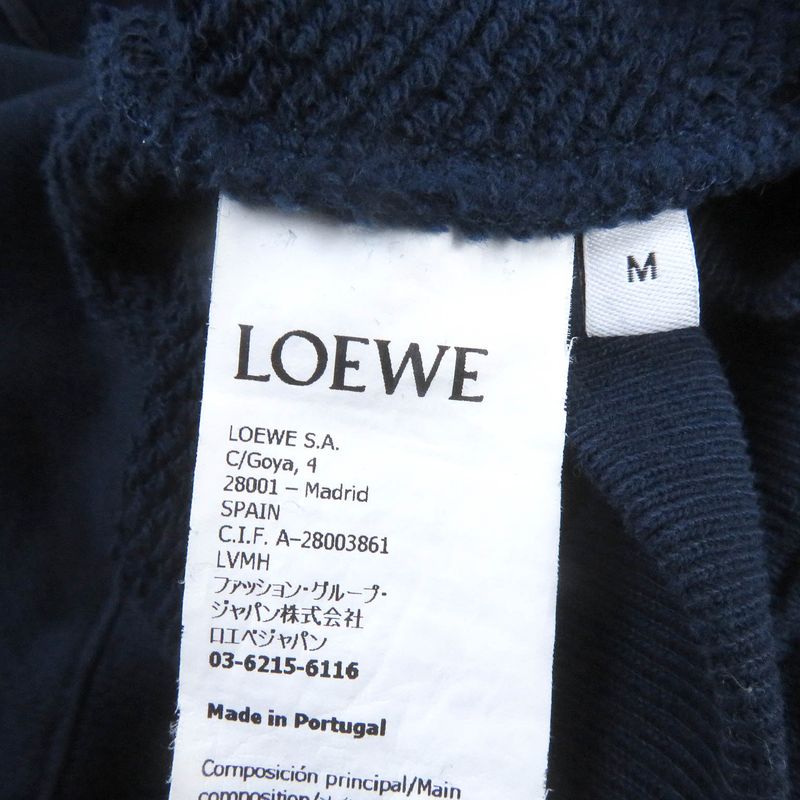 M
LOEWE
LOEWE S.A.
C/Goya, 4
28001 – Madrid
SPAIN
C.I.F. A-28003861
LVMH
ファッション・グループ・
ジャパン株式会社
ロエベジャパン
03-6215-6116
Made in Portugal
Composición principal/Main